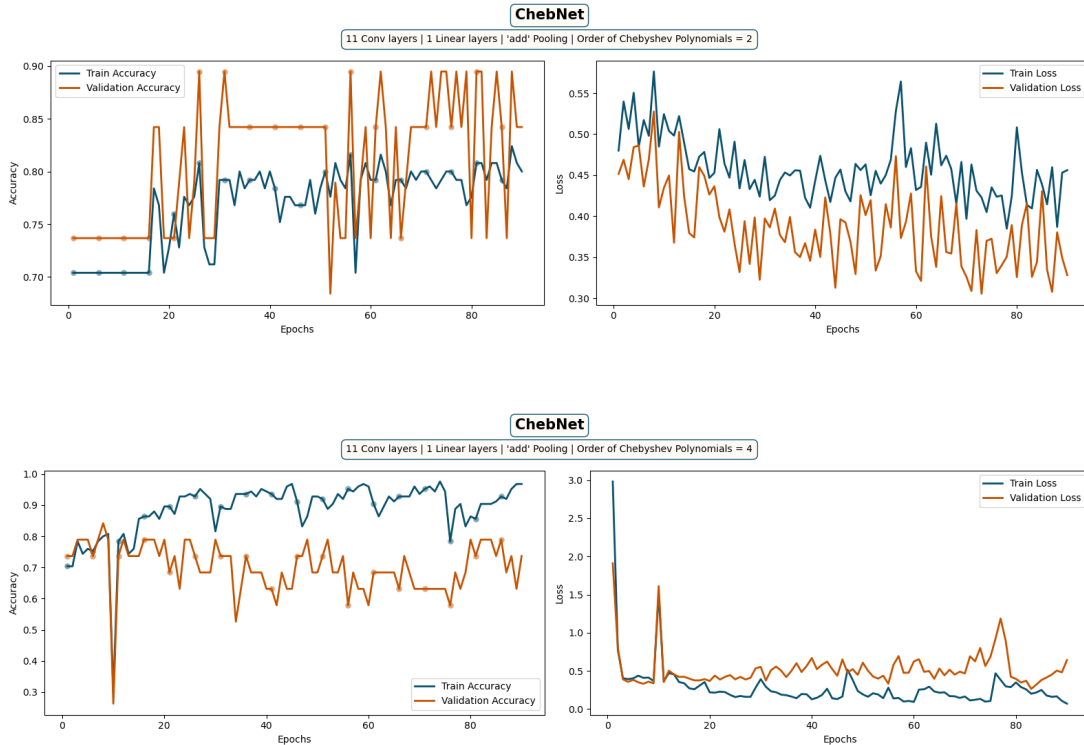 ChebNet
11 Conv layers | 1 Linear layers | 'add' Pooling | Order of Chebyshev Polynomials = 2
Train Accuracy
Validation Accuracy
Accuracy
0.90
0.85
0.80
0.75
0.70
0
20
40
60
80
Epochs
Train Loss
Validation Loss
Loss
0.55
0.50
0.45
0.40
0.35
0.30
0
20
40
60
80
Epochs
ChebNet
11 Conv layers | 1 Linear layers | 'add' Pooling | Order of Chebyshev Polynomials = 4
Accuracy
1.0
0.9
0.8
0.7
0.6
0.5
0.4
0.3
Train Accuracy
Validation Accuracy
0
20
40
60
80
Epochs
Train Loss
Validation Loss
Loss
3.0
2.5
2.0
1.5
1.0
0.5
0.0
0
20
40
60
80
Epochs